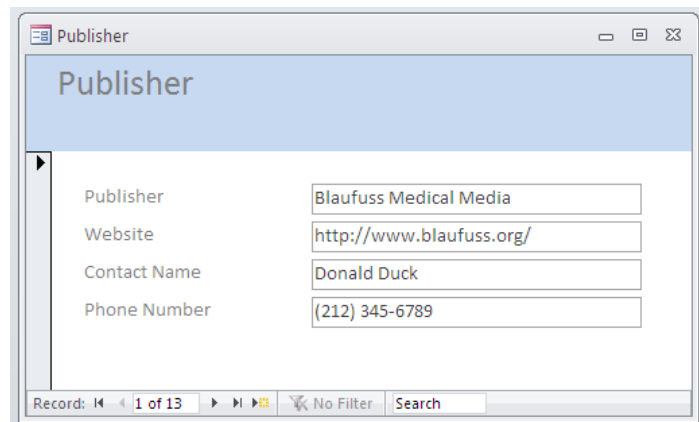 Publisher
Publisher
Publisher Blaufuss Medical Media
Website http://www.blaufuss.org/
Contact Name Donald Duck
Phone Number (212) 345-6789
Record: 1 of 13 No Filter Search